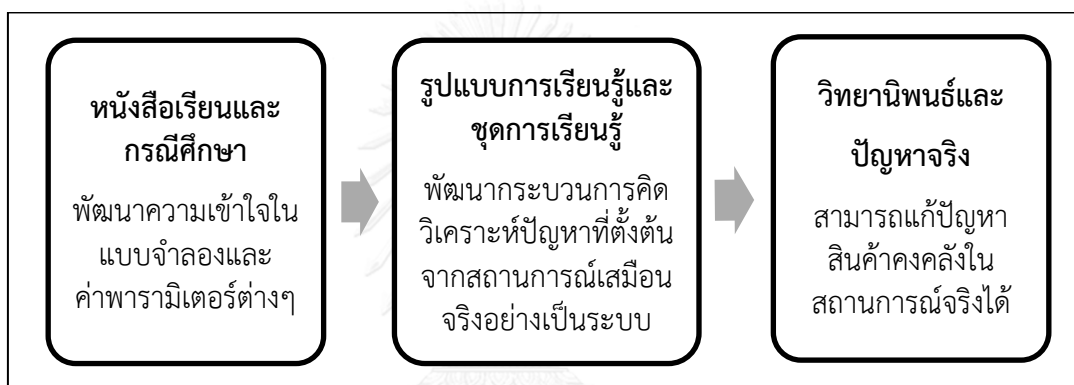 หนังสือเรียนและ
กรณีศึกษา
พัฒนาความเข้าใจใน
แบบจำลองและ
ค่าพารามิเตอร์ต่างๆ
รูปแบบการเรียนรู้และ
ชุดการเรียนรู้
พัฒนากระบวนการคิด
วิเคราะห์ปัญหาที่ตั้งต้น
จากสถานการณ์เสมือน
จริงอย่างเป็นระบบ
วิทยานิพนธ์และ
ปัญหาจริง
สามารถแก้ปัญหา
สินค้าคงคลังใน
สถานการณ์จริงได้